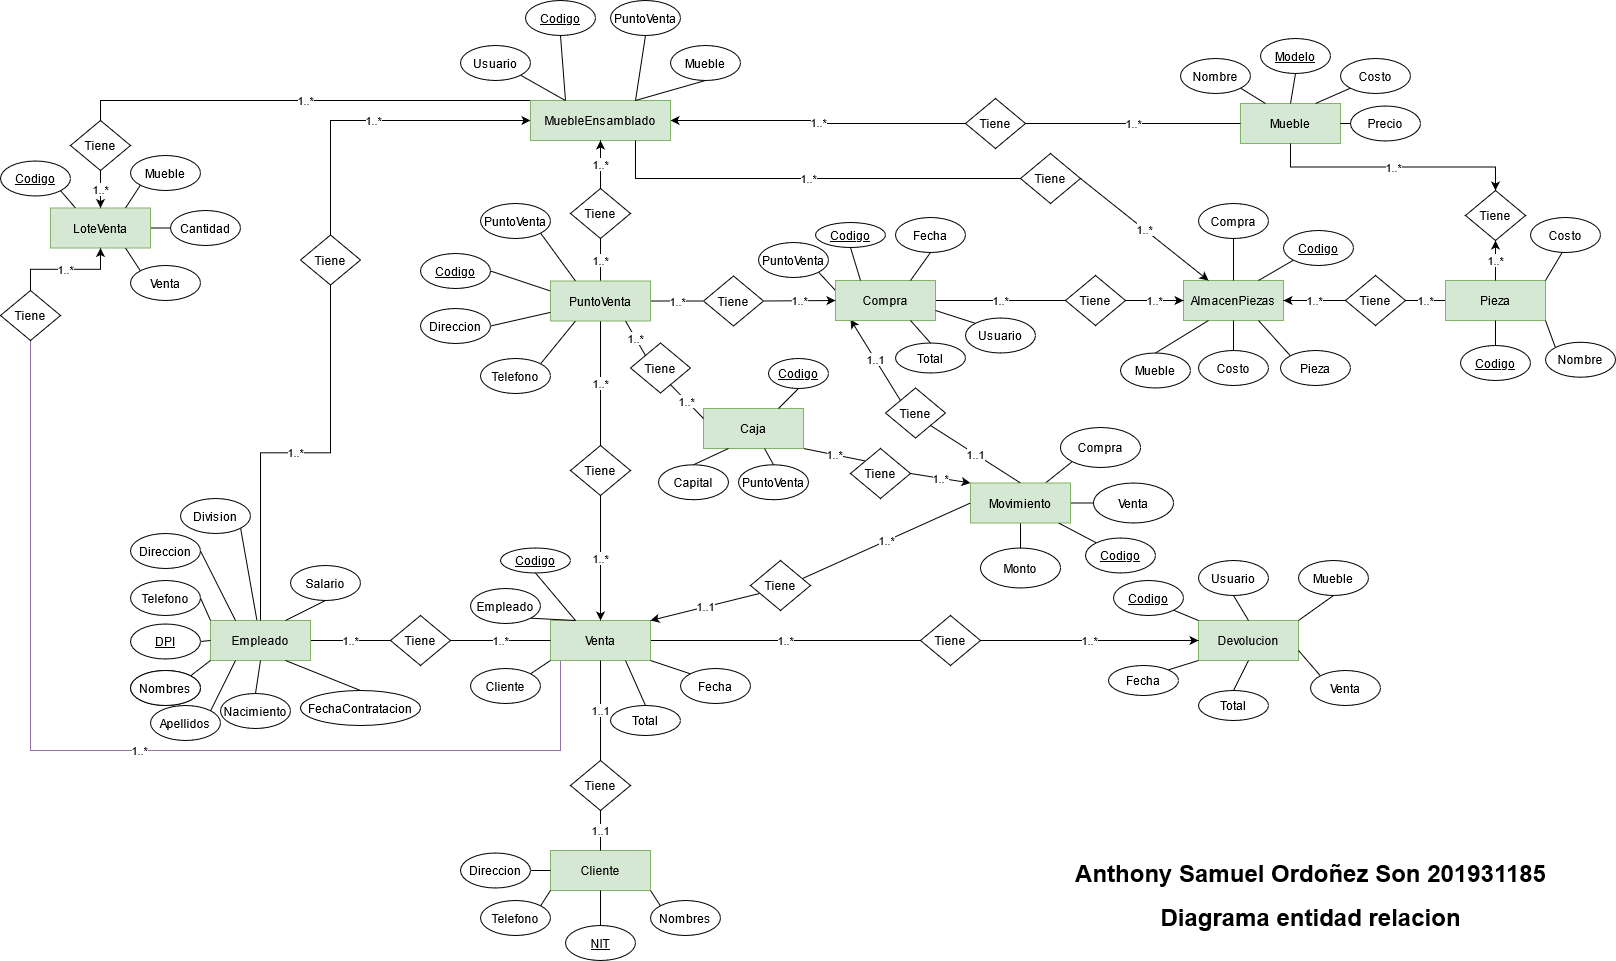 Codigo
PuntoVenta
Usuario
Mueble
MuebleEnsamblado
1..*
1..*
Tiene
1..*
Codigo
Mueble
LoteVenta
Cantidad
Venta
1..*
Tiene
1..*
1..*
Tiene
1..*
1..*
Tiene
1..*
1..*
Tiene
1..*
Modelo
Nombre
Costo
Mueble
Precio
1..*
Tiene
1..*
1..*
Tiene
1..*
Costo
Pieza
Codigo
Nombre
1..*
Tiene
1..*
Compra
Codigo
AlmacenPiezas
Mueble
Costo
Pieza
PuntoVenta
Codigo
PuntoVenta
Direccion
Telefono
1..*
Tiene
1..*
Codigo
Fecha
PuntoVenta
Compra
Usuario
Total
1..*
Tiene
1..*
1..*
Tiene
1..*
Codigo
Caja
Capital
PuntoVenta
1..1
Tiene
1..1
1..*
Tiene
1..*
Compra
Movimiento
Venta
Monto
Codigo
1..*
Tiene
1..*
1..*
Tiene
1..1
Division
Direccion
Salario
Telefono
DPI
Empleado
Nombres
Apellidos
Nacimiento
FechaContratacion
1..*
Tiene
1..*
Codigo
Empleado
Venta
Cliente
Total
Fecha
1..*
Tiene
1..*
Codigo
Usuario
Mueble
Devolucion
Fecha
Total
Venta
1..1
Tiene
1..1
Direccion
Cliente
Telefono
NIT
Nombres
Anthony Samuel Ordoñez Son 201931185
Diagrama entidad relacion